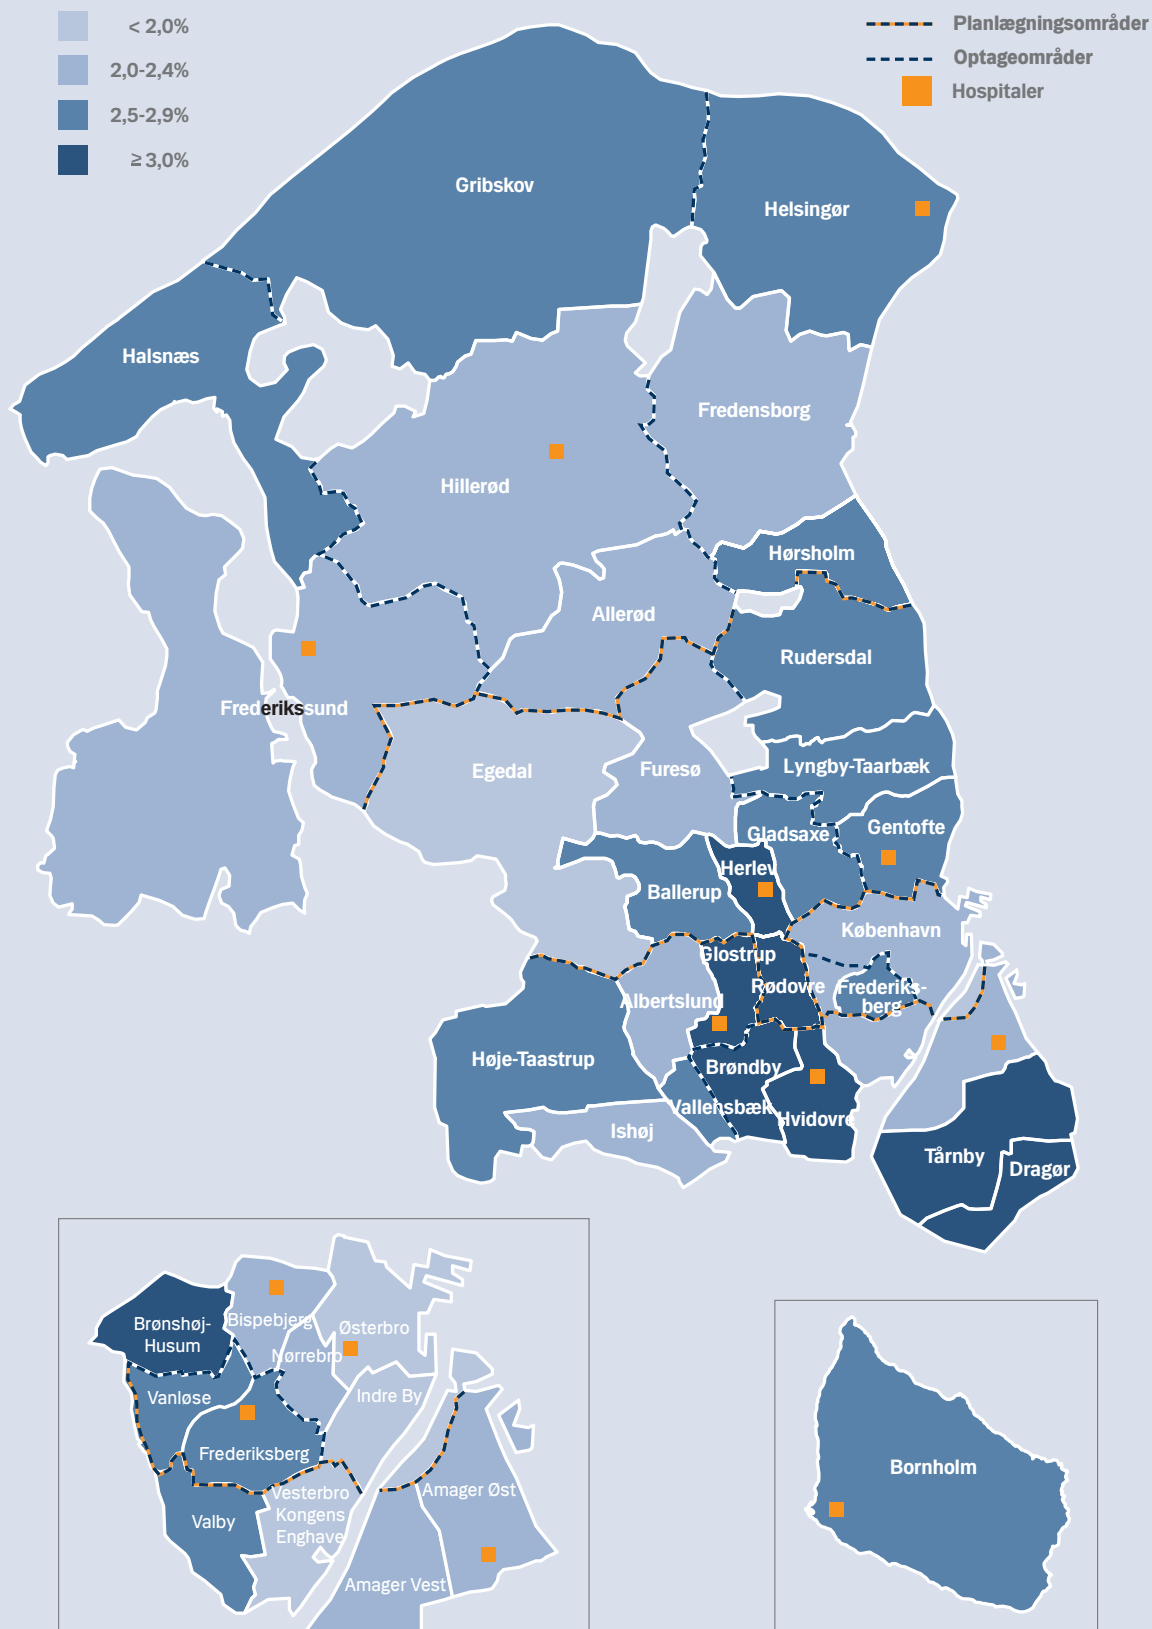 < 2,0%
2,0-2,4%
2,5-2,9%
≥ 3,0%
Planlægningsområder
Optageområder
Hospitaler
Gribskov
Helsingør
Halsnæs
Fredensborg
Hillerød
Hørsholm
Allerød
Rudersdal
Frederikssund
Egedal
Furesø
Lyngby-Taarbæk
Gladsaxe
Gentofte
Herlev
Ballerup
København
Glostrup
Rødovre
Frederiks-
berg
Albertslund
Høje-Taastrup
Brøndby
Vallensbæk
Hvidovre
Ishøj
Tårnby
Dragør
Brønshøj-
Husum
Bispebjerg
Østerbro
Nørrebro
Vanløse
Indre By
Frederiksberg
Vesterbro
Kongens
Enghave
Amager Øst
Valby
Amager Vest
Bornholm